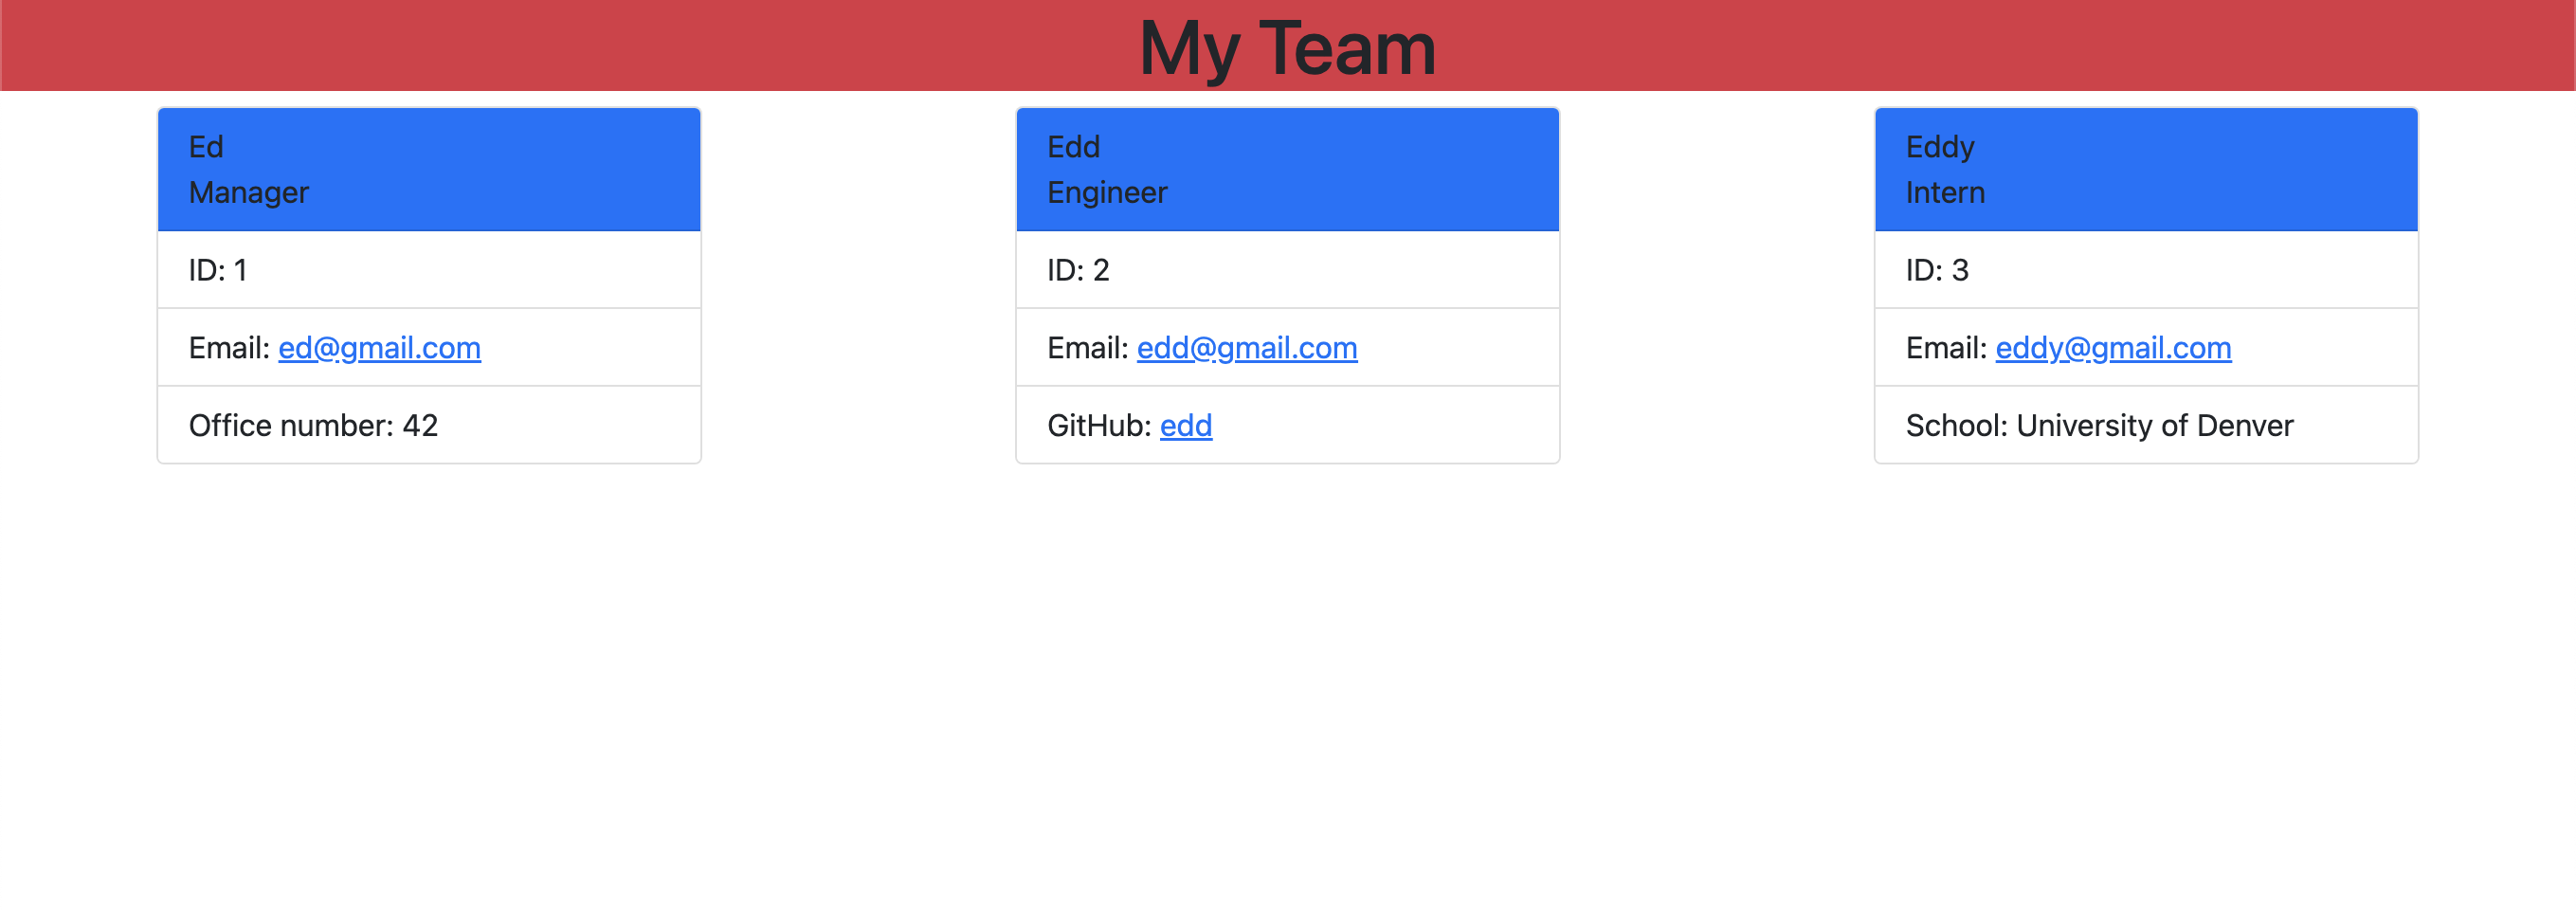 My Team
Ed
Manager
ID: 1
Email: ed@gmail.com
Office number: 42
Edd
Engineer
ID: 2
Email: edd@gmail.com
GitHub: edd
Eddy
Intern
ID: 3
Email: eddy@gmail.com
School: University of Denver